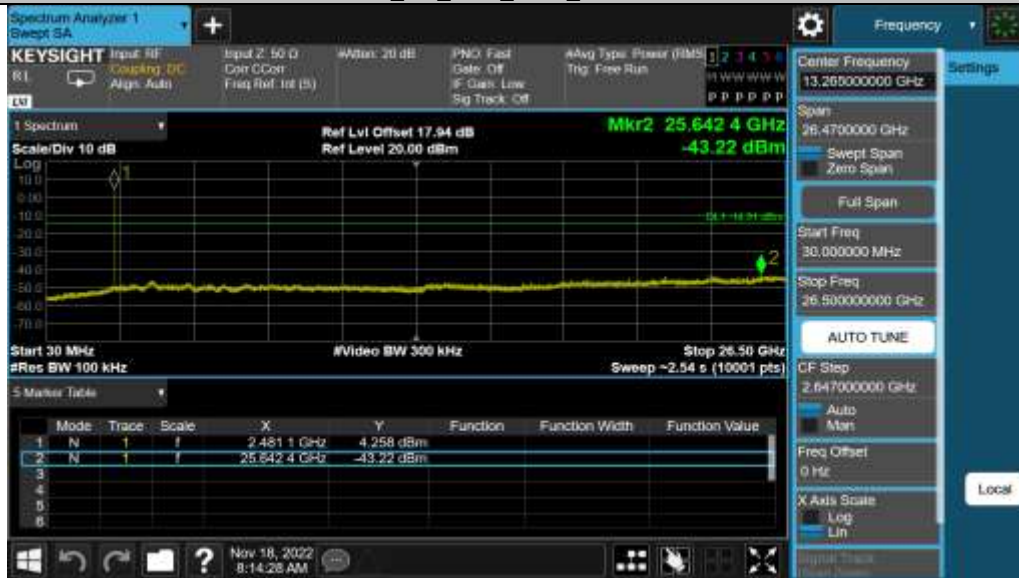 Spectrum Analyzer 1
Swept SA
+
Frequency
KEYSIGHT
Input: RF
Coupling: DC
Align: Auto
Input Z: 50 Ω
Corr CCorr
Freq Ref: Int (S)
#Atten: 20 dB
PNO: Fast
Gate: Off
IF Gain: Low
Sig Track: Off
#Avg Type: Power (RMS)
Trig: Free Run
1 2 3 4 5 6
M W W W W W
P P P P P P
RL
LXI
1 Spectrum
Scale/Div 10 dB
Ref Lvl Offset 17.94 dB
Ref Level 20.00 dBm
Mkr2 25.642 4 GHz
-43.22 dBm
Log
10.0
0.00
-10.0
-20.0
-30.0
-40.0
-50.0
-60.0
-70.0
1
2
Start 30 MHz
#Video BW 300 kHz
Stop 26.50 GHz
#Res BW 100 kHz
Sweep ~2.54 s (10001 pts)
5 Marker Table
Mode Trace Scale X Y Function Function Width Function Value
1 N 1 f 2.481 1 GHz 4.258 dBm
2 N 1 f 25.642 4 GHz -43.22 dBm
3
4
5
6
Nov 18, 2022
8:14:28 AM
?
Center Frequency
13.265000000 GHz
Settings
Span
26.4700000 GHz
Swept Span
Zero Span
Full Span
Start Freq
30.000000 MHz
Stop Freq
26.500000000 GHz
AUTO TUNE
CF Step
2.647000000 GHz
Auto
Man
Freq Offset
0 Hz
X Axis Scale
Log
Lin
Local
Signal Track